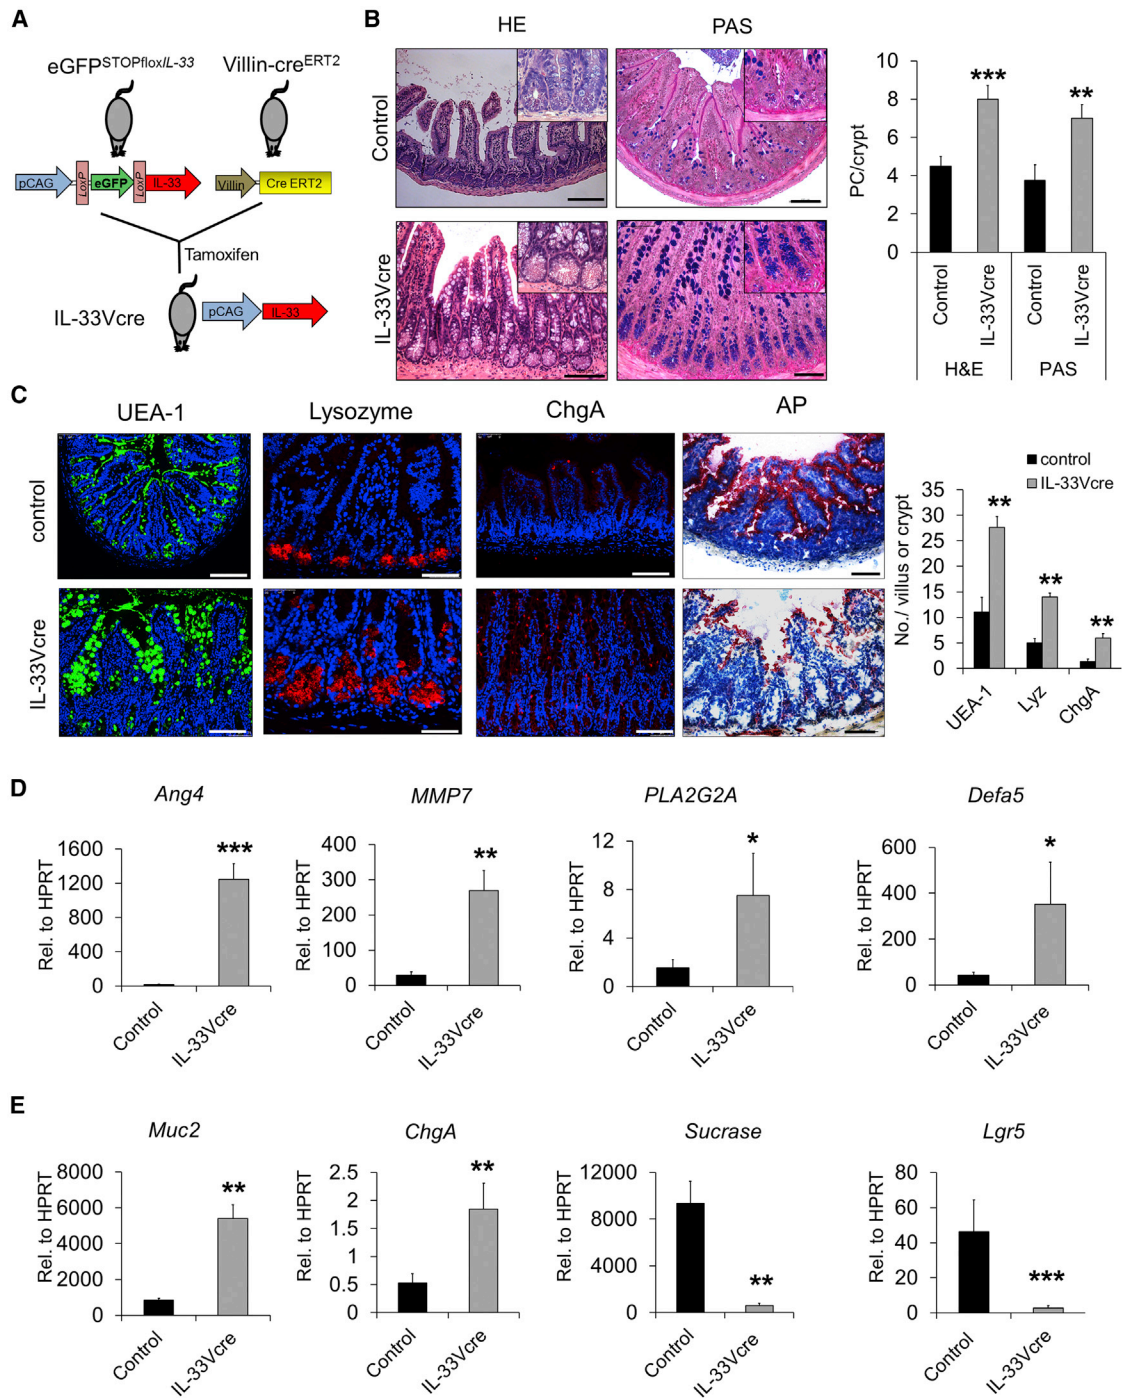 A
eGFPSTOPflox/IL-33
Villin-creERT2
pCAG
LoxP
eGFP
LoxP
IL-33
Villin
Cre ERT2
Tamoxifen
IL-33Vcre
pCAG
IL-33
B
HE
PAS
Control
IL-33Vcre
PC/crypt
10
8
6
4
2
0
***
**
Control
IL-33Vcre
Control
IL-33Vcre
H&E
PAS
C
UEA-1
Lysozyme
ChgA
AP
control
IL-33Vcre
control
IL-33Vcre
No./ villus or crypt
35
30
25
20
15
10
5
0
**
**
**
UEA-1
Lyz
ChgA
D
Ang4
Rel. to HPRT
1600
1200
800
400
0
***
Control
IL-33Vcre
MMP7
Rel. to HPRT
400
300
200
100
0
**
Control
IL-33Vcre
PLA2G2A
Rel. to HPRT
12
8
4
0
*
Control
IL-33Vcre
Defa5
Rel. to HPRT
600
400
200
0
*
Control
IL-33Vcre
E
Muc2
Rel. to HPRT
8000
6000
4000
2000
0
**
Control
IL-33Vcre
ChgA
Rel. to HPRT
2.5
2
1.5
1
0.5
0
**
Control
IL-33Vcre
Sucrase
Rel. to HPRT
12000
8000
4000
0
**
Control
IL-33Vcre
Lgr5
Rel. to HPRT
80
60
40
20
0
***
Control
IL-33Vcre